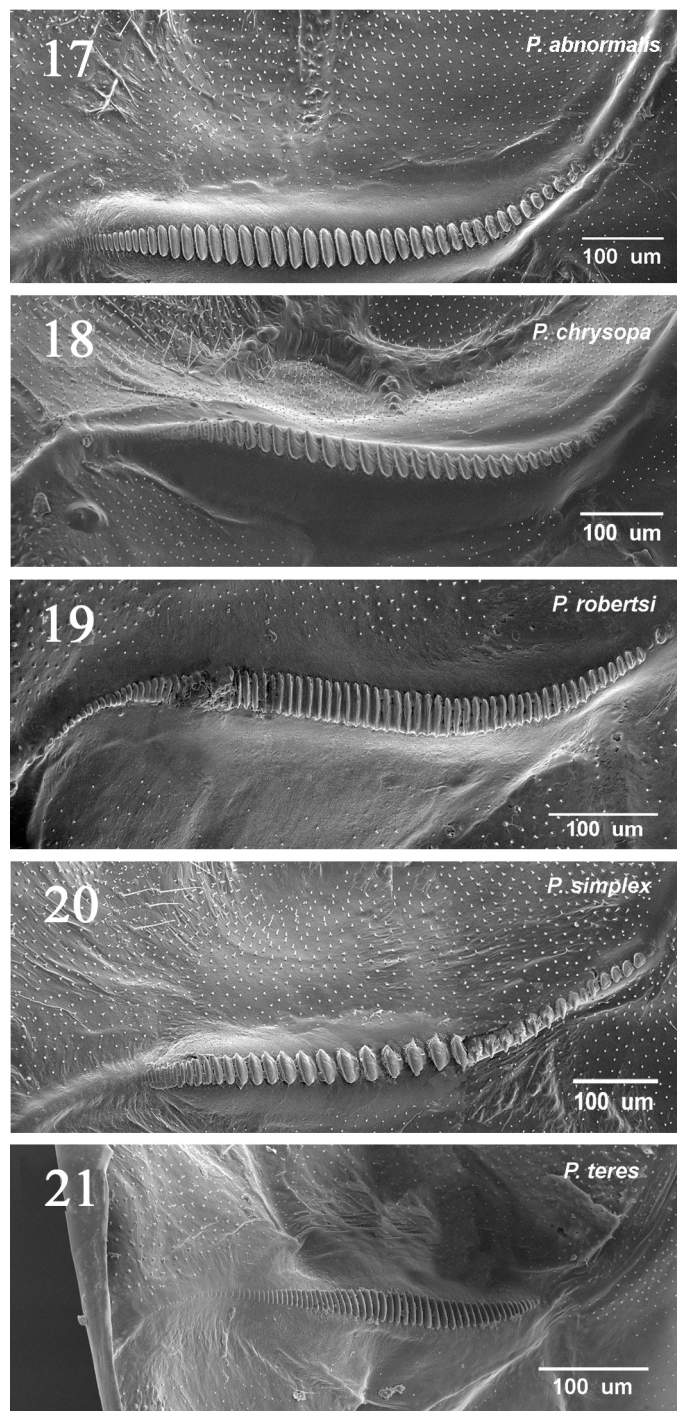 17
P. abnormalis
100 um
18
P. chrysopa
100 um
19
P. robertsi
100 um
20
P. simplex
100 um
21
P. teres
100 um